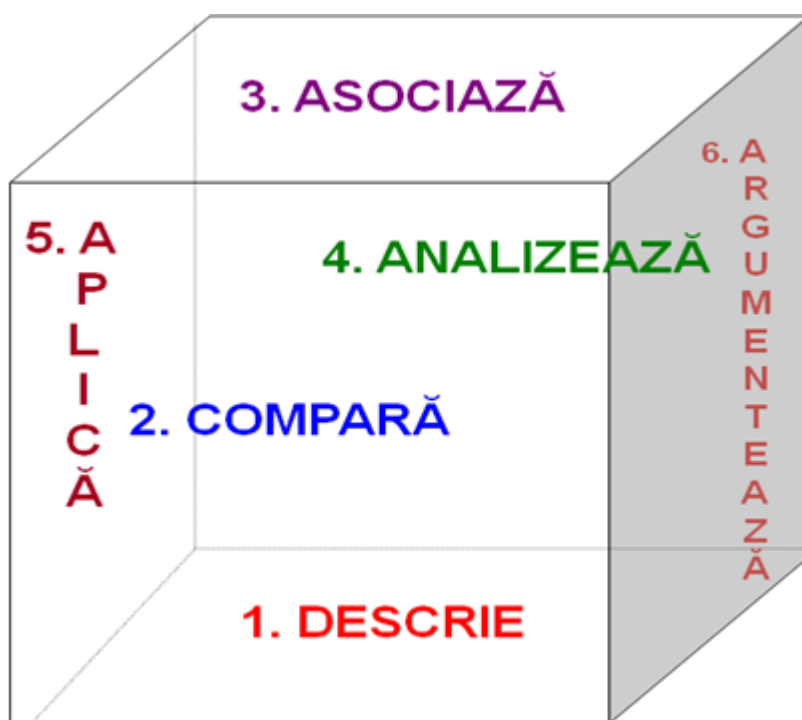 3. ASOCIAZĂ
6. ARGUMENTEAZĂ
5. APLICĂ
4. ANALIZEAZĂ
2. COMPARĂ
1. DESCRIE